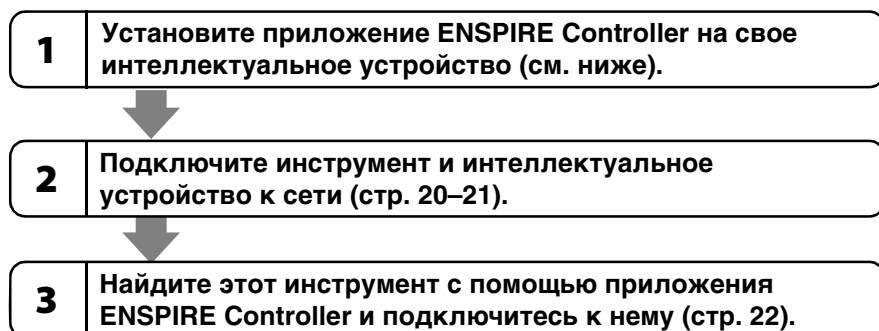 1
Установите приложение ENSPIRE Controller на свое
интеллектуальное устройство (см. ниже).
2
Подключите инструмент и интеллектуальное
устройство к сети (стр. 20–21).
3
Найдите этот инструмент с помощью приложения
ENSPIRE Controller и подключитесь к нему (стр. 22).